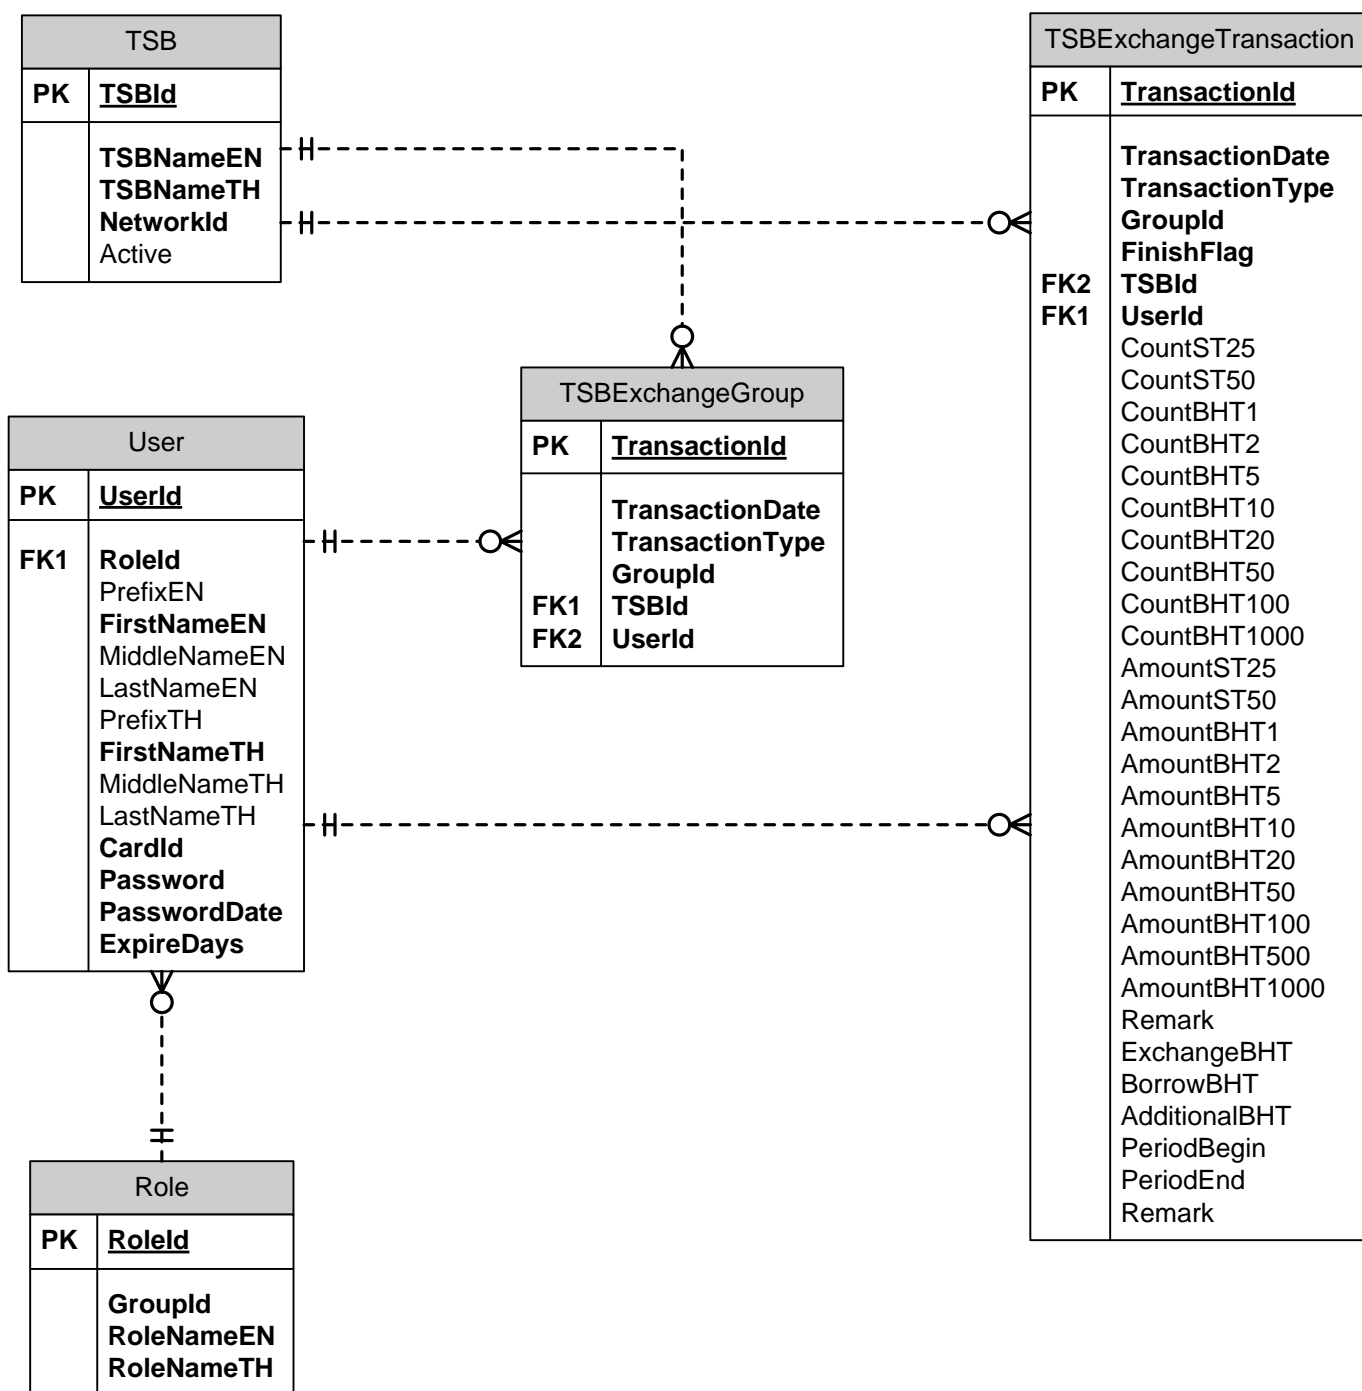 TSB
PK TSBId
TSBNameEN
TSBNameTH
NetworkId
Active
User
PK UserId
FK1 RoleId
PrefixEN
FirstNameEN
MiddleNameEN
LastNameEN
PrefixTH
FirstNameTH
MiddleNameTH
LastNameTH
CardId
Password
PasswordDate
ExpireDays
Role
PK RoleId
GroupId
RoleNameEN
RoleNameTH
TSBExchangeGroup
PK TransactionId
TransactionDate
TransactionType
GroupId
FK1 TSBId
FK2 UserId
TSBExchangeTransaction
PK TransactionId
TransactionDate
TransactionType
GroupId
FinishFlag
FK2 TSBId
FK1 UserId
CountST25
CountST50
CountBHT1
CountBHT2
CountBHT5
CountBHT10
CountBHT20
CountBHT50
CountBHT100
CountBHT1000
AmountST25
AmountST50
AmountBHT1
AmountBHT2
AmountBHT5
AmountBHT10
AmountBHT20
AmountBHT50
AmountBHT100
AmountBHT500
AmountBHT1000
Remark
ExchangeBHT
BorrowBHT
AdditionalBHT
PeriodBegin
PeriodEnd
Remark